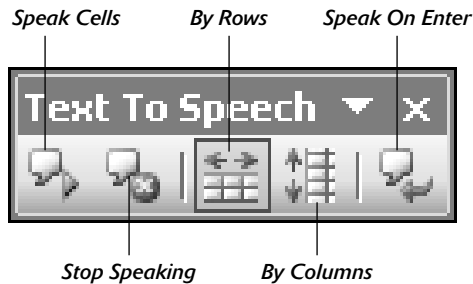 Speak Cells By Rows Speak On Enter
Text To Speech
Stop Speaking By Columns